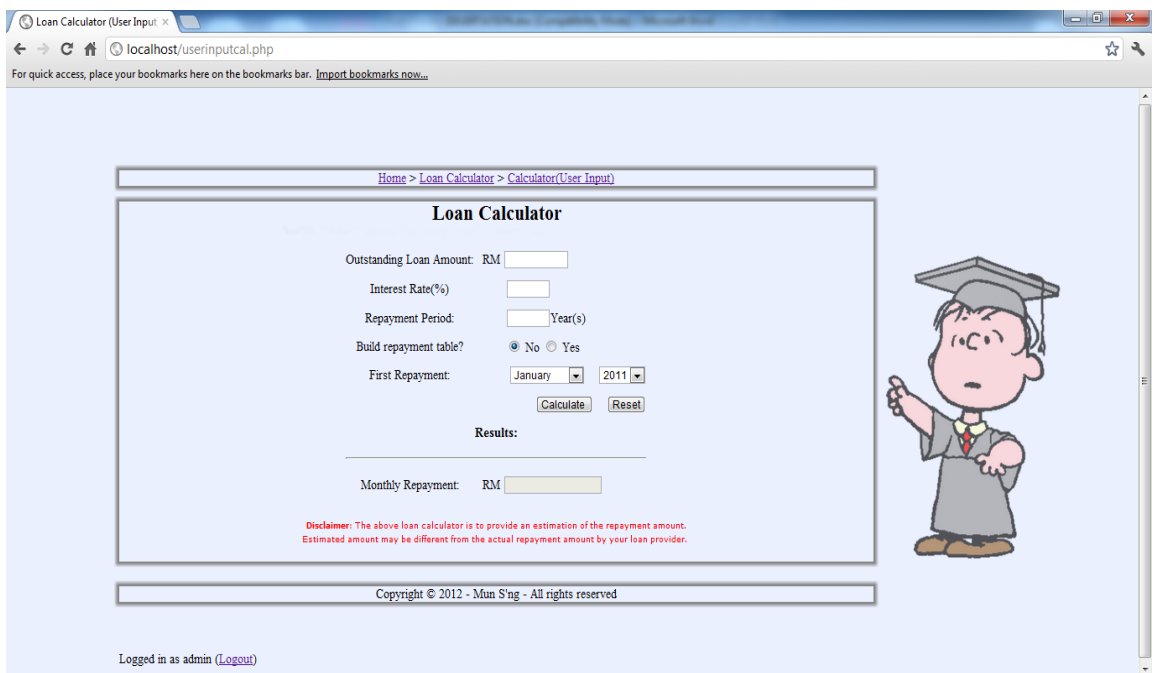 Loan Calculator (User Input
localhost/userinputcal.php
For quick access, place your bookmarks here on the bookmarks bar. Import bookmarks now...
Home > Loan Calculator > Calculator(User Input)
Loan Calculator
Outstanding Loan Amount: RM
Interest Rate(%)
Repayment Period: Year(s)
Build repayment table? No Yes
First Repayment: January 2011
Calculate Reset
Results:
Monthly Repayment: RM
Disclaimer: The above loan calculator is to provide an estimation of the repayment amount.
Estimated amount may be different from the actual repayment amount by your loan provider.
Copyright © 2012 - Mun S'ng - All rights reserved
Logged in as admin (Logout)